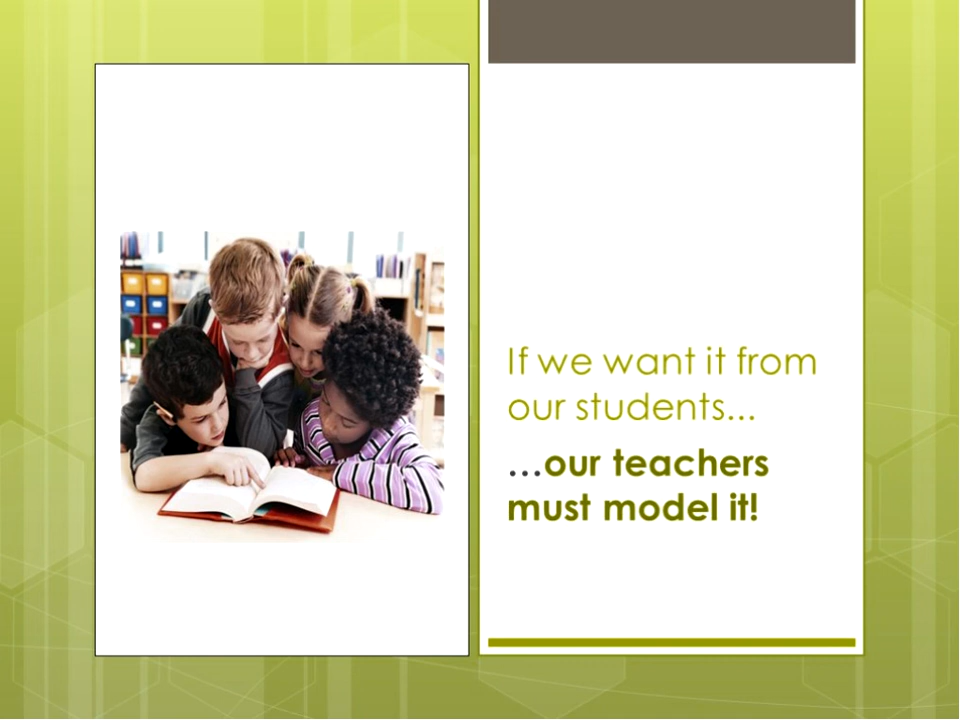 If we want it from
our students...
…our teachers
must model it!